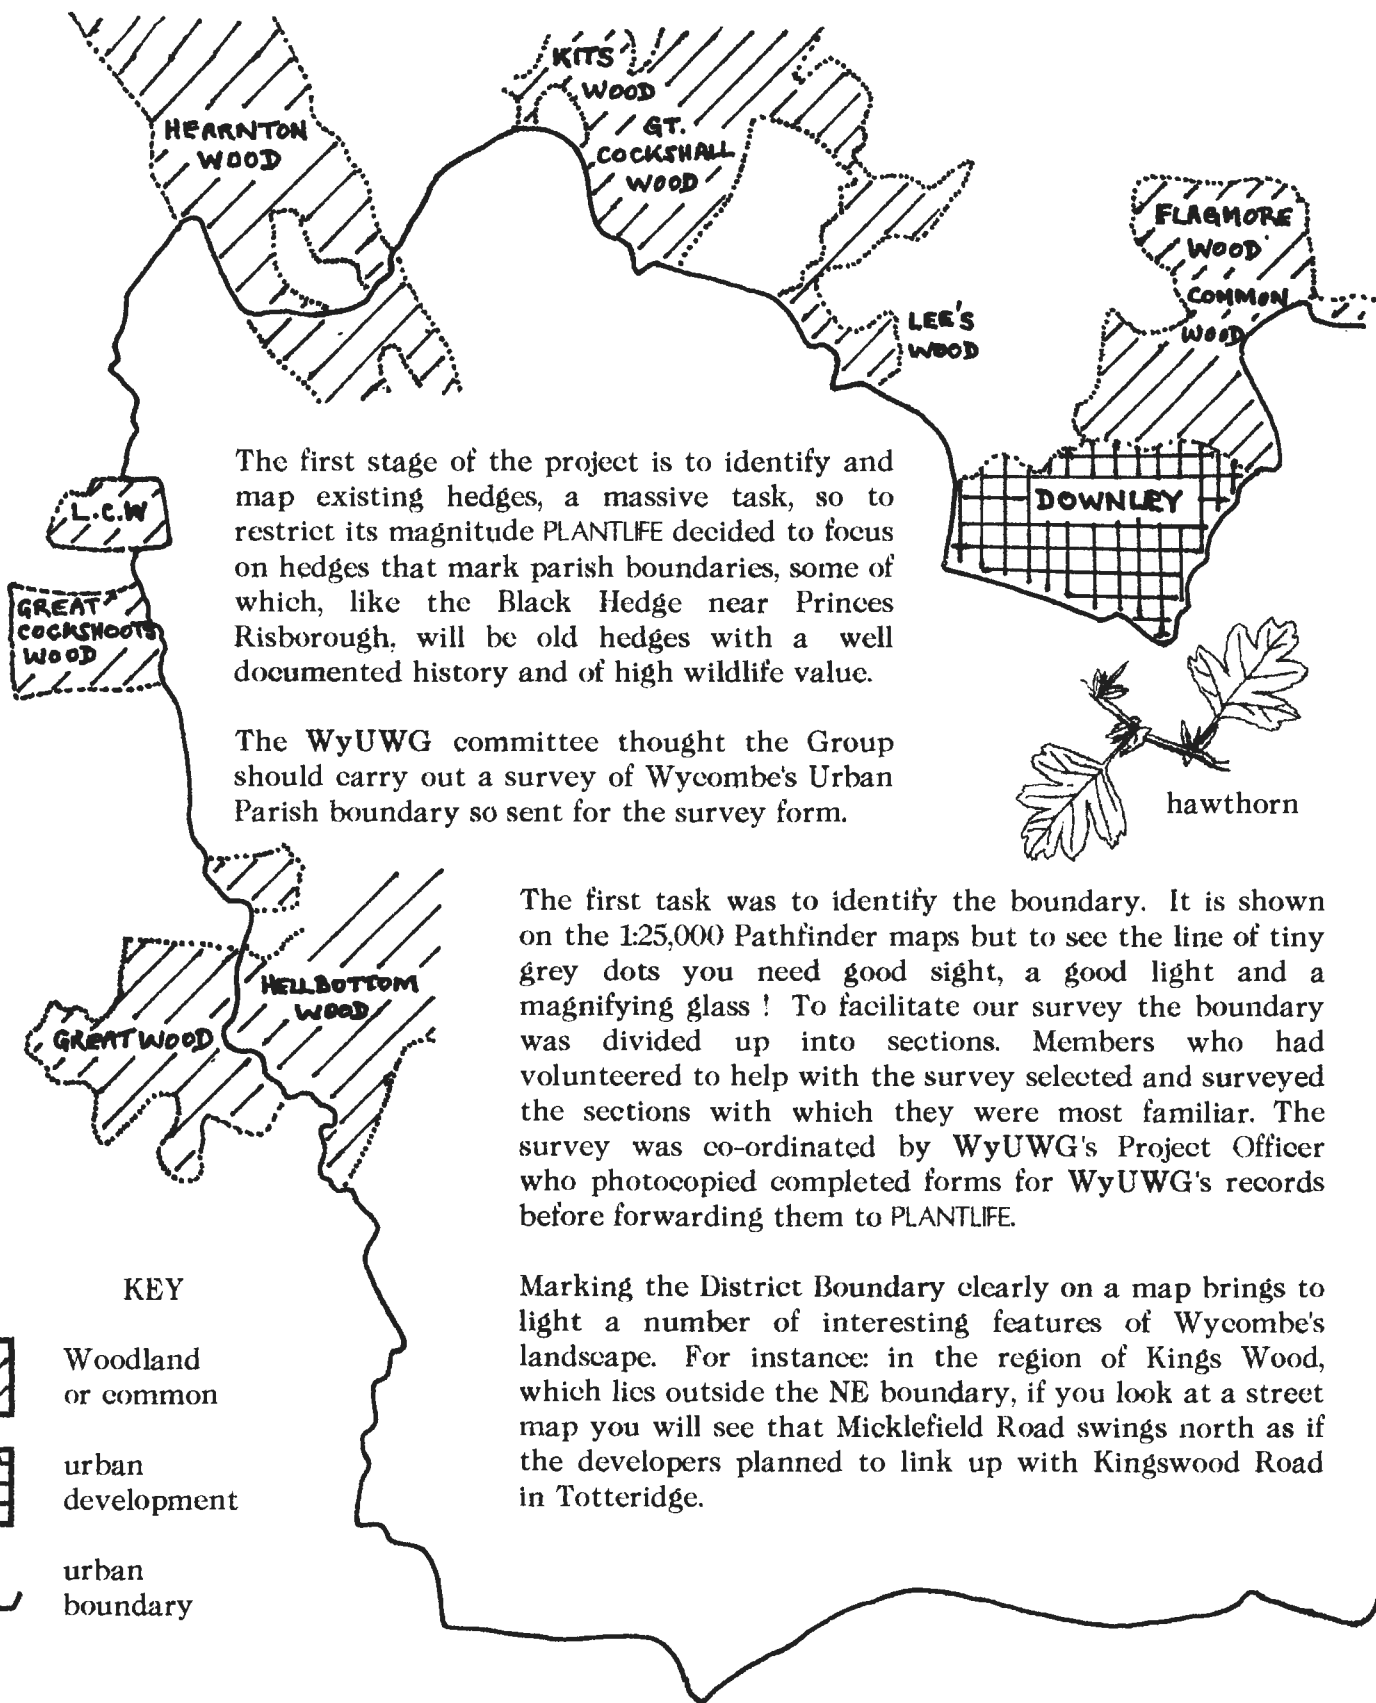 KITS
WOOD
GT.
COCKSHALL
WOOD
HEARNTON
WOOD
FLAGMORE
WOOD
COMMON
WOOD
LEE'S
WOOD
DOWNLEY
L.C.W
GREAT
COCKSHOOTS
WOOD
The first stage of the project is to identify and
map existing hedges, a massive task, so to
restrict its magnitude PLANTLIFE decided to focus
on hedges that mark parish boundaries, some of
which, like the Black Hedge near Princes
Risborough, will be old hedges with a well
documented history and of high wildlife value.
The WyUWG committee thought the Group
should carry out a survey of Wycombe's Urban
Parish boundary so sent for the survey form.
hawthorn
HELLBOTTOM
WOOD
GREAT WOOD
The first task was to identify the boundary. It is shown
on the 1:25,000 Pathfinder maps but to see the line of tiny
grey dots you need good sight, a good light and a
magnifying glass ! To facilitate our survey the boundary
was divided up into sections. Members who had
volunteered to help with the survey selected and surveyed
the sections with which they were most familiar. The
survey was co-ordinated by WyUWG's Project Officer
who photocopied completed forms for WyUWG's records
before forwarding them to PLANTLIFE.
Marking the District Boundary clearly on a map brings to
light a number of interesting features of Wycombe's
landscape. For instance: in the region of Kings Wood,
which lies outside the NE boundary, if you look at a street
map you will see that Micklefield Road swings north as if
the developers planned to link up with Kingswood Road
in Totteridge.
KEY
Woodland
or common
urban
development
urban
boundary